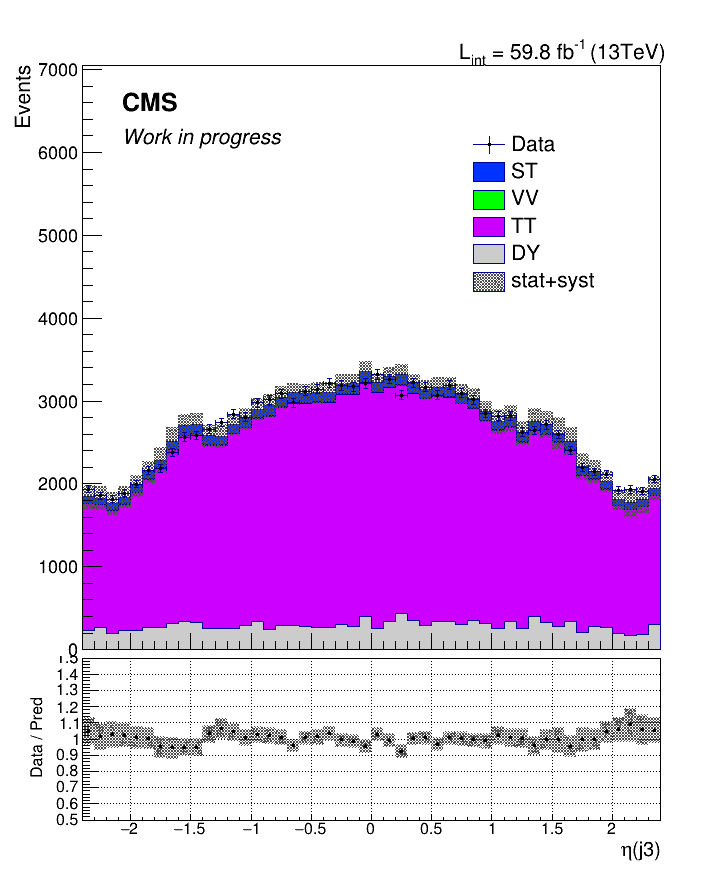 L_int = 59.8 fb^-1 (13TeV)
Events
7000
6000
5000
4000
3000
2000
1000
0
CMS
Work in progress
Data
ST
VV
TT
DY
stat+syst
Data / Pred
1.5
1.4
1.3
1.2
1.1
1
0.9
0.8
0.7
0.6
0.5
−2 −1.5 −1 −0.5 0 0.5 1 1.5 2
η(j3)